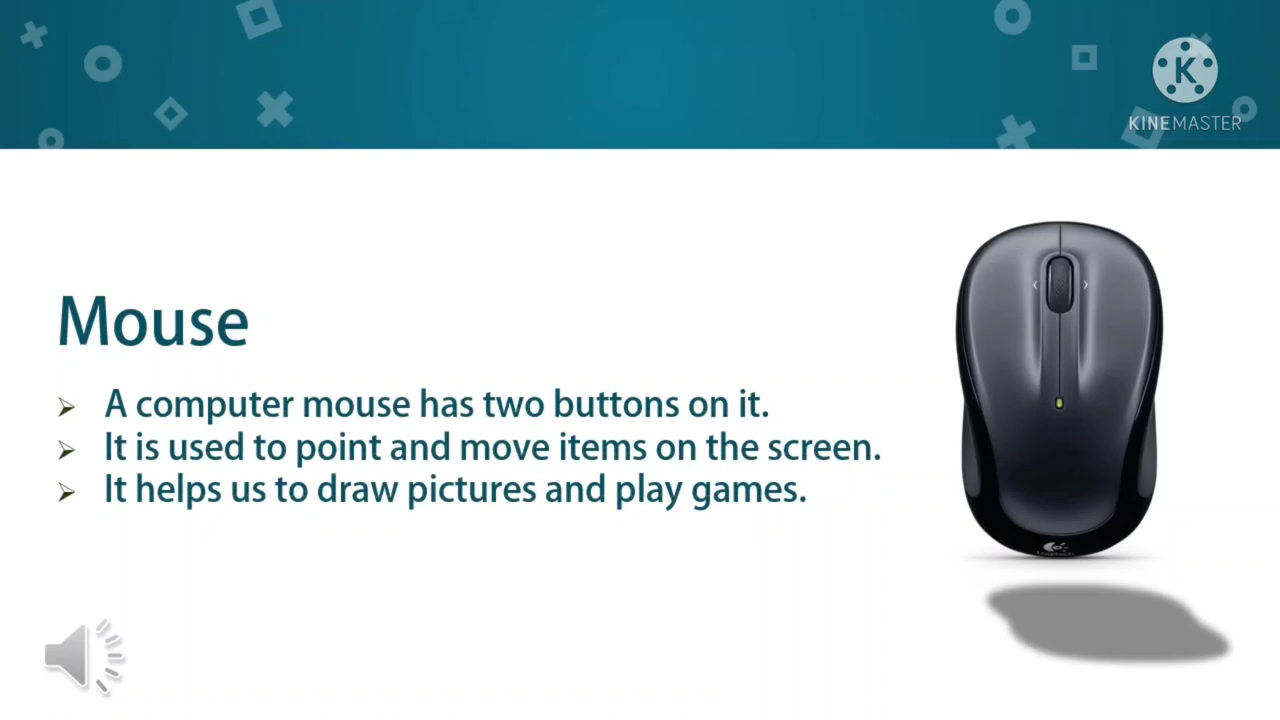 K
KINEMASTER
Mouse
A computer mouse has two buttons on it.
It is used to point and move items on the screen.
It helps us to draw pictures and play games.
Logitech